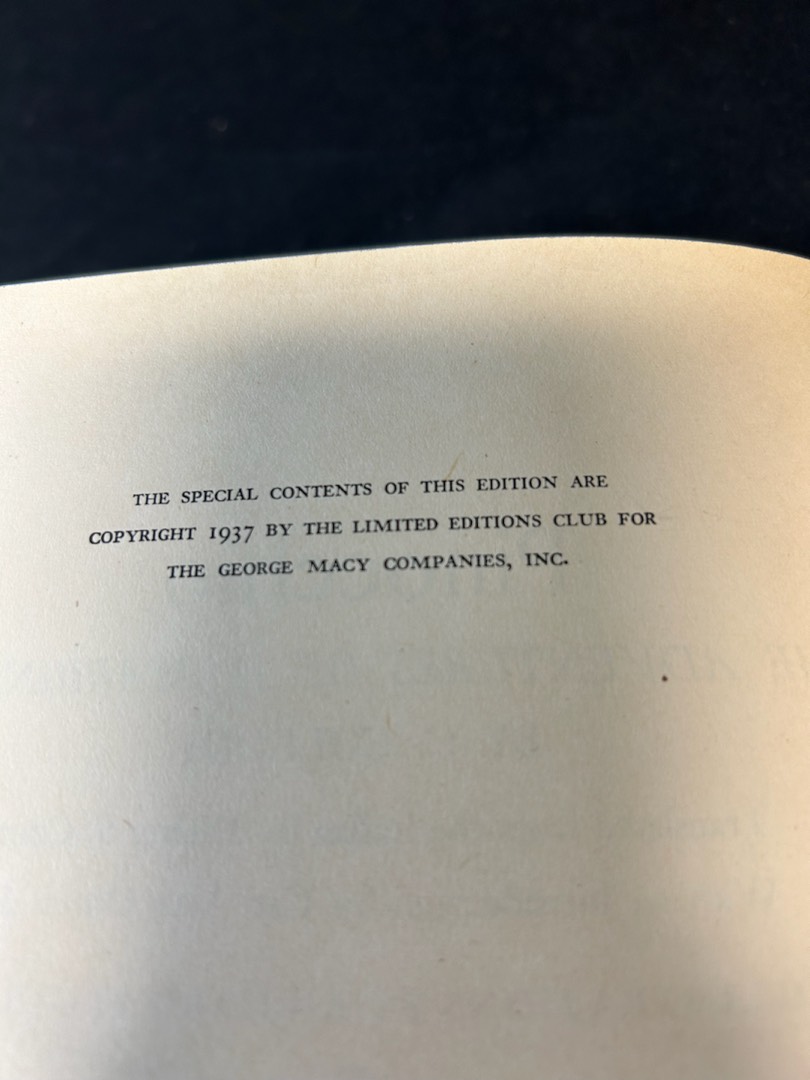 THE SPECIAL CONTENTS OF THIS EDITION ARE
COPYRIGHT 1937 BY THE LIMITED EDITIONS CLUB FOR
THE GEORGE MACY COMPANIES, INC.